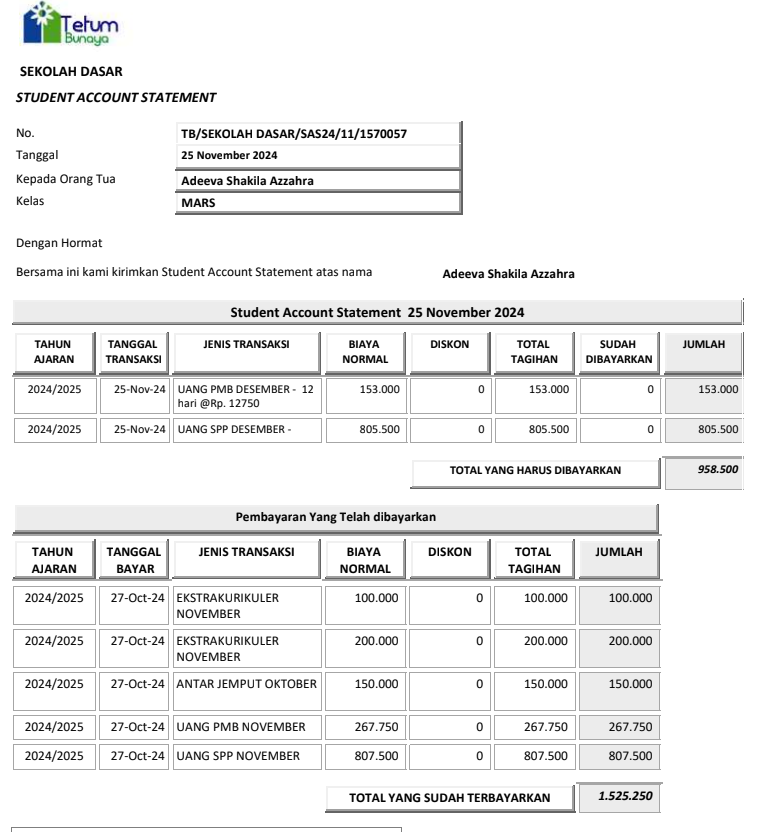 Tetum
Bunaya
SEKOLAH DASAR
STUDENT ACCOUNT STATEMENT
No. TB/SEKOLAH DASAR/SAS24/11/1570057
Tanggal 25 November 2024
Kepada Orang Tua Adeeva Shakila Azzahra
Kelas MARS
Dengan Hormat
Bersama ini kami kirimkan Student Account Statement atas nama Adeeva Shakila Azzahra
Student Account Statement 25 November 2024
TAHUN TANGGAL JENIS TRANSAKSI BIAYA DISKON TOTAL SUDAH JUMLAH
AJARAN TRANSAKSI NORMAL TAGIHAN DIBAYARKAN
2024/2025 25-Nov-24 UANG PMB DESEMBER - 12 153.000 0 153.000 0 153.000
hari @Rp. 12750
2024/2025 25-Nov-24 UANG SPP DESEMBER - 805.500 0 805.500 0 805.500
TOTAL YANG HARUS DIBAYARKAN 958.500
Pembayaran Yang Telah dibayarkan
TAHUN TANGGAL JENIS TRANSAKSI BIAYA DISKON TOTAL JUMLAH
AJARAN BAYAR NORMAL TAGIHAN
2024/2025 27-Oct-24 EKSTRAKURIKULER 100.000 0 100.000 100.000
NOVEMBER
2024/2025 27-Oct-24 EKSTRAKURIKULER 200.000 0 200.000 200.000
NOVEMBER
2024/2025 27-Oct-24 ANTAR JEMPUT OKTOBER 150.000 0 150.000 150.000
2024/2025 27-Oct-24 UANG PMB NOVEMBER 267.750 0 267.750 267.750
2024/2025 27-Oct-24 UANG SPP NOVEMBER 807.500 0 807.500 807.500
TOTAL YANG SUDAH TERBAYARKAN 1.525.250